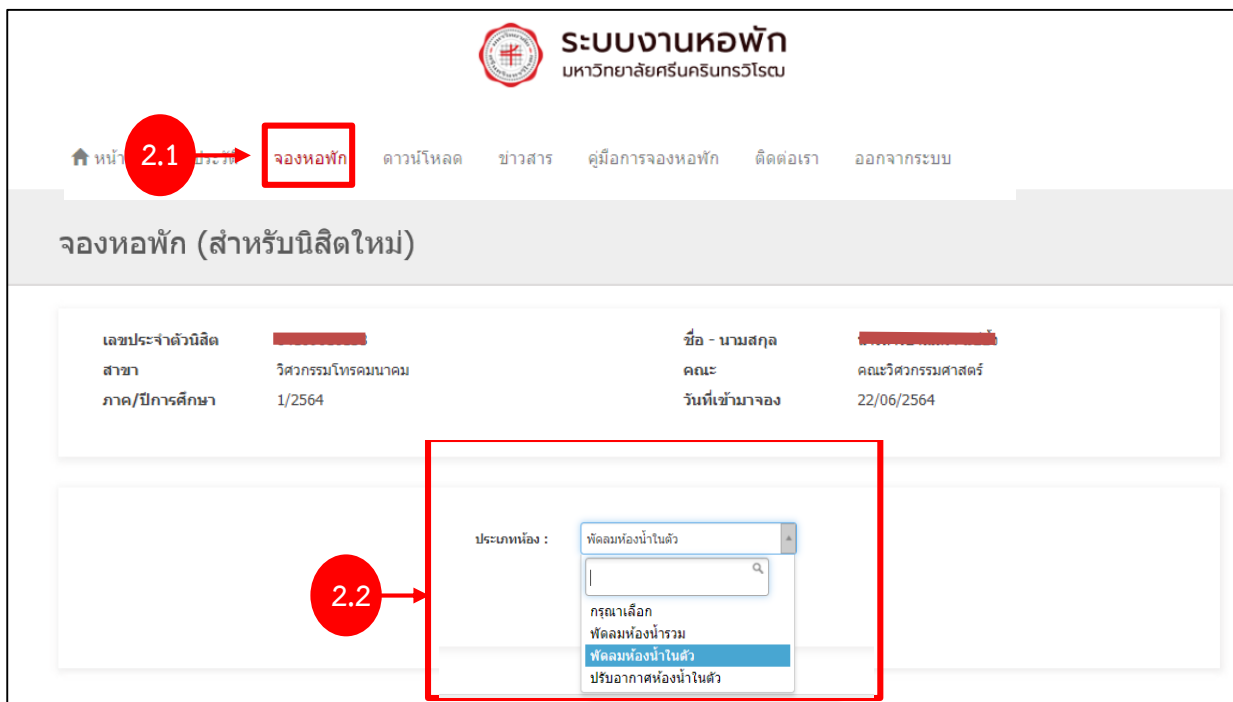 ระบบงานหอพัก
มหาวิทยาลัยศรีนครินทรวิโรฒ
หน้า 2.1 ประวัติ จองหอพัก ดาวน์โหลด ข่าวสาร คู่มือการจองหอพัก ติดต่อเรา ออกจากระบบ
จองหอพัก (สำหรับนิสิตใหม่)
เลขประจำตัวนิสิต ชื่อ - นามสกุล
สาขา วิศวกรรมโทรคมนาคม คณะ คณะวิศวกรรมศาสตร์
ภาค/ปีการศึกษา 1/2564 วันที่เข้ามาจอง 22/06/2564
ประเภทห้อง : พัดลมห้องน้ำในตัว
2.2
กรุณาเลือก
พัดลมห้องน้ำรวม
พัดลมห้องน้ำในตัว
ปรับอากาศห้องน้ำในตัว